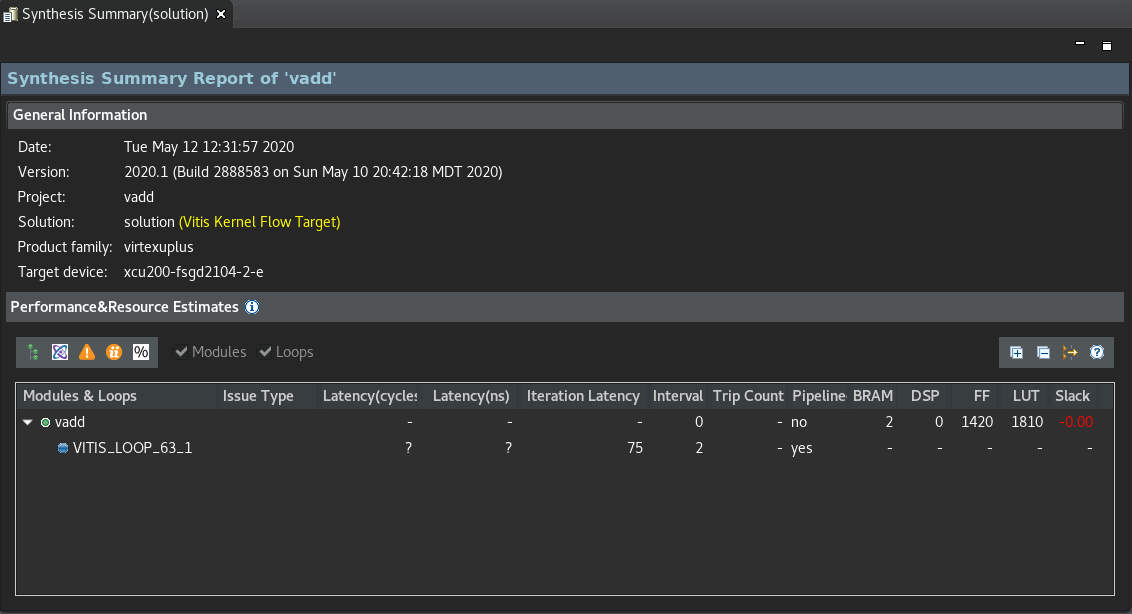 Synthesis Summary(solution)
Synthesis Summary Report of 'vadd'
General Information
Date: Tue May 12 12:31:57 2020
Version: 2020.1 (Build 2888583 on Sun May 10 20:42:18 MDT 2020)
Project: vadd
Solution: solution (Vitis Kernel Flow Target)
Product family: virtexuplus
Target device: xcu200-fsgd2104-2-e
Performance&Resource Estimates
% Modules Loops
Modules & Loops Issue Type Latency(cycles Latency(ns) Iteration Latency Interval Trip Count Pipeline BRAM DSP FF LUT Slack
vadd - - - 0 - no 2 0 1420 1810 -0.00
VITIS_LOOP_63_1 ? ? 75 2 - yes - - - - -